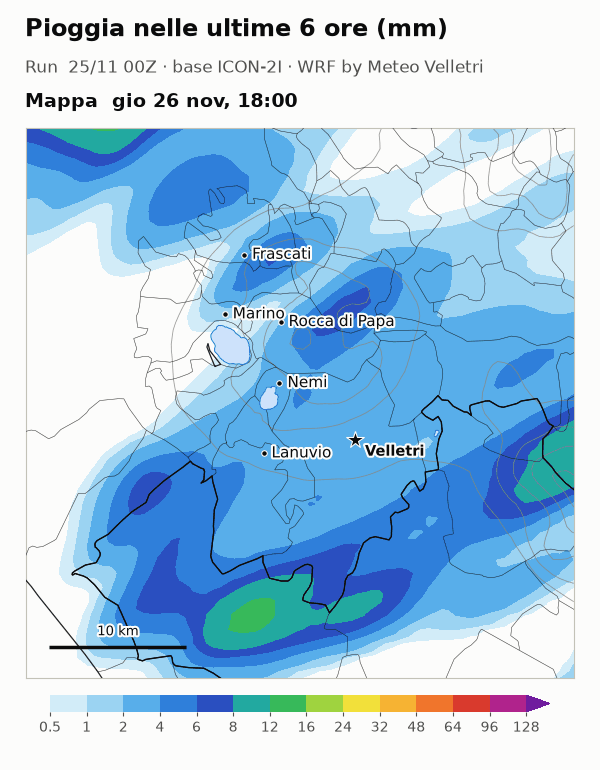 Pioggia nelle ultime 6 ore (mm)
Run  25/11 00Z · base ICON-2I · WRF by Meteo Velletri
Mappa  gio 26 nov, 18:00
Frascati
Marino
Rocca di Papa
Nemi
Velletri
Lanuvio
10 km
0.5 1 2 4 6 8 12 16 24 32 48 64 96 128